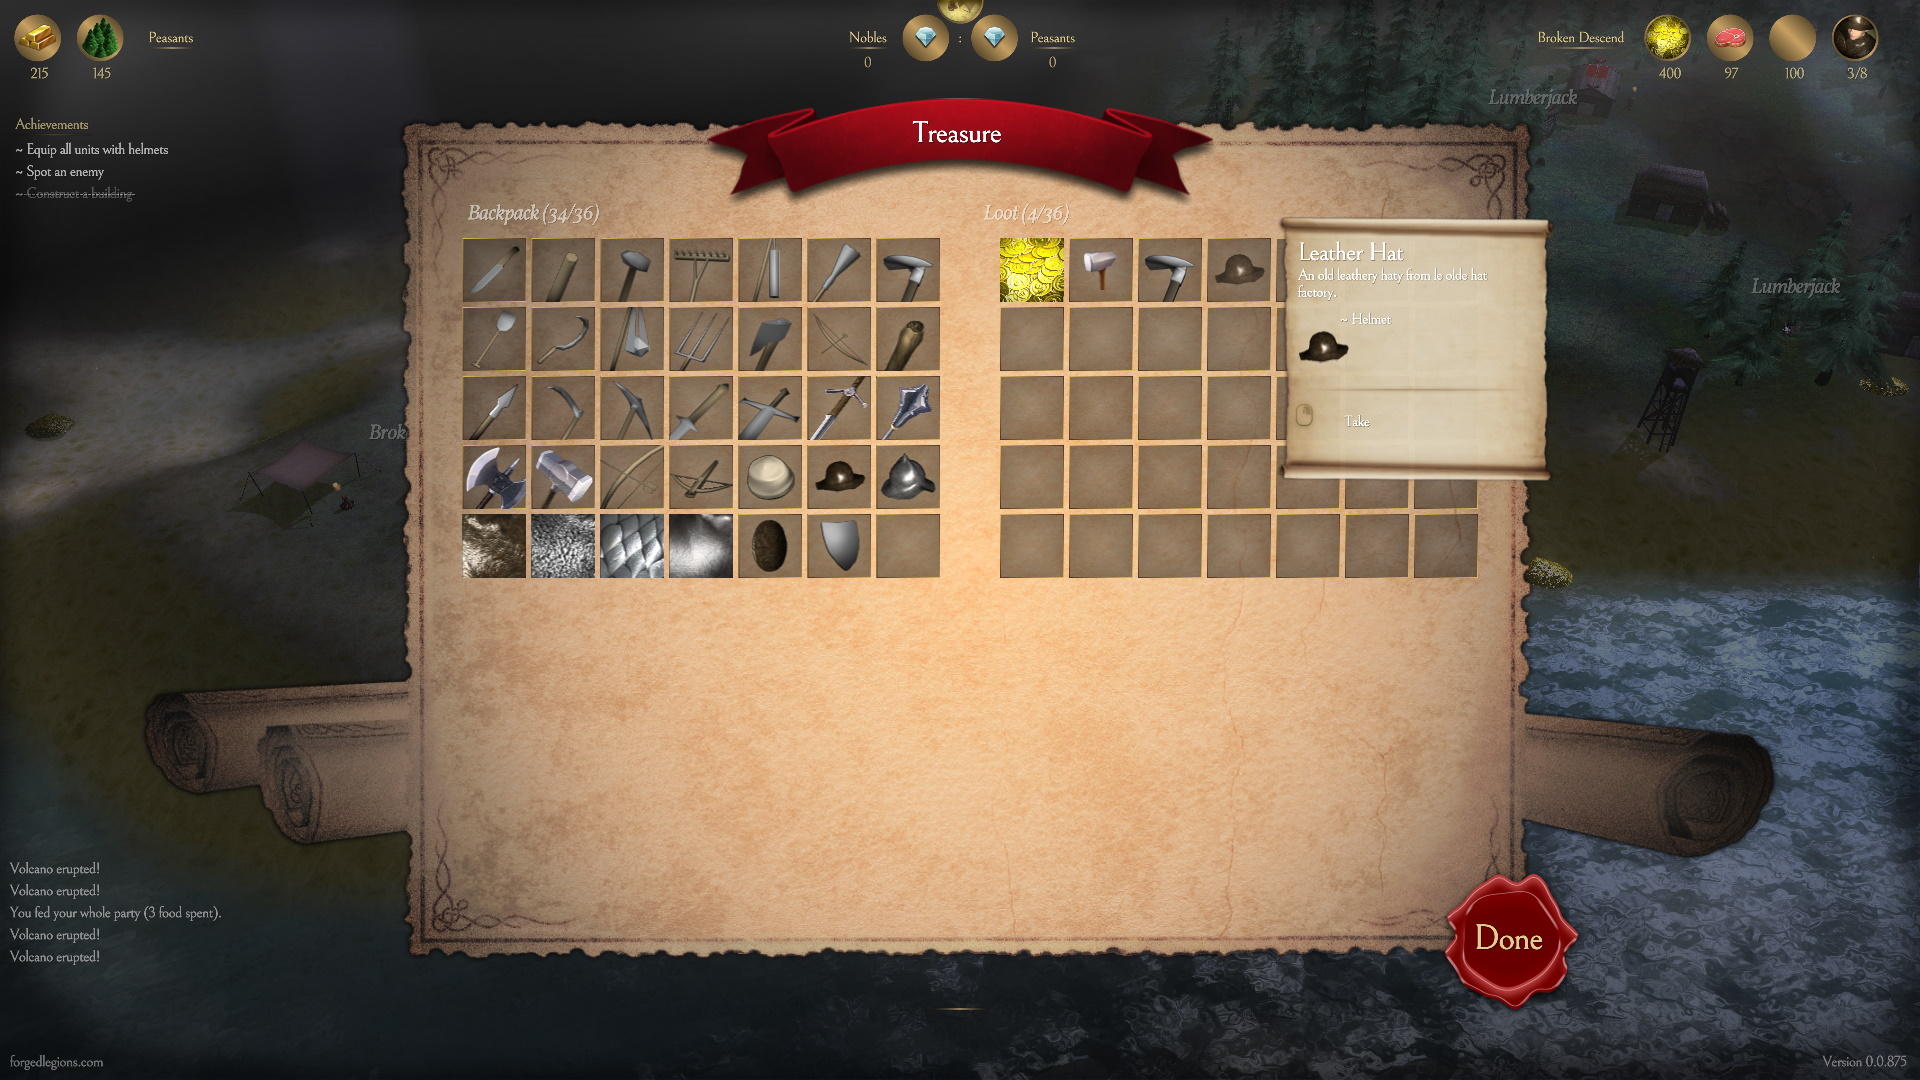 Peasants
215
145
Nobles
0
:
Peasants
0
Broken Descend
400
97
100
3/8
Achievements
~ Equip all units with helmets
~ Spot an enemy
~ Construct a building
Treasure
Lumberjack
Lumberjack
Brok
Backpack (34/36)
Loot (4/36)
Leather Hat
An old leathery haty from le olde hat
factory.
~ Helmet
Take
Done
Volcano erupted!
Volcano erupted!
You fed your whole party (3 food spent).
Volcano erupted!
Volcano erupted!
forgedlegions.com
Version 0.0.875